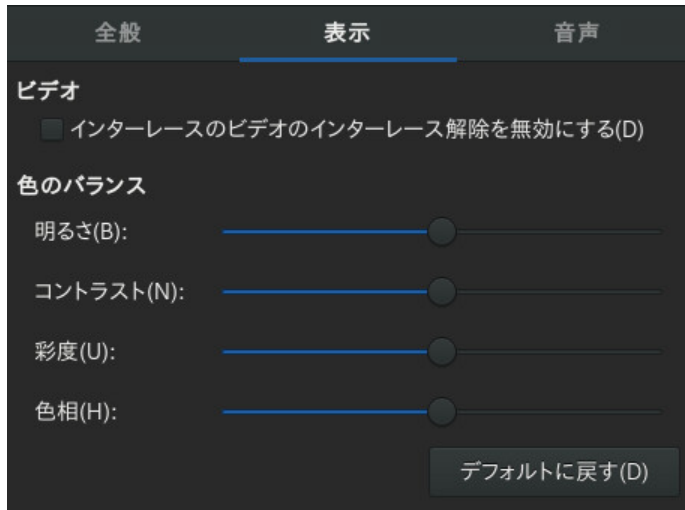 全般 表示 音声
ビデオ
インターレースのビデオのインターレース解除を無効にする(D)
色のバランス
明るさ(B):
コントラスト(N):
彩度(U):
色相(H):
デフォルトに戻す(D)